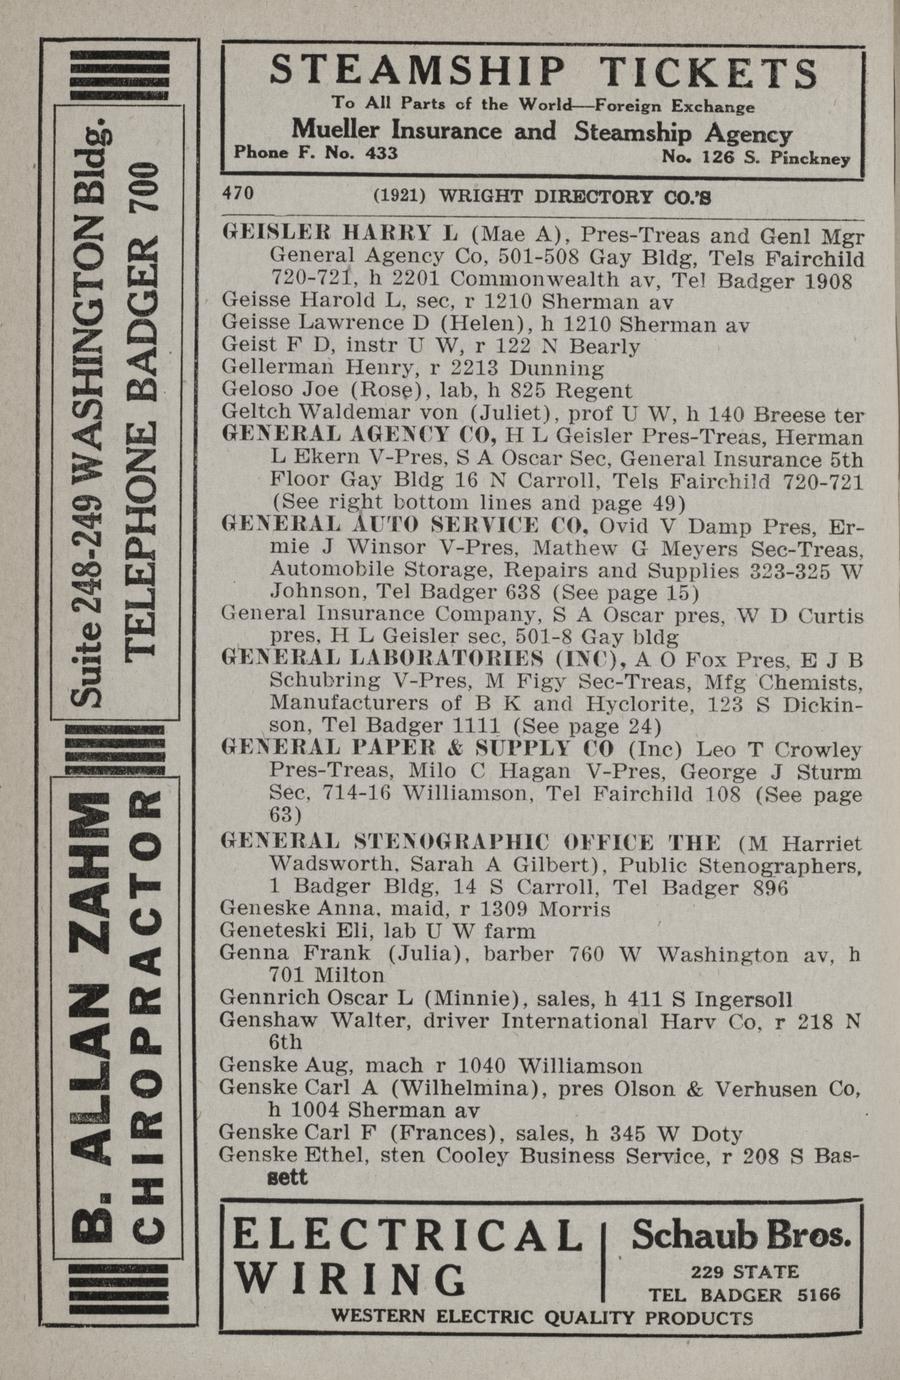 STEAMSHIP TICKETS
To All Parts of the World—Foreign Exchange
Mueller Insurance and Steamship Agency
Phone F. No. 433 No. 126 S. Pinckney
470 (1921) WRIGHT DIRECTORY CO.'S
GEISLER HARRY L (Mae A), Pres-Treas and Genl Mgr
General Agency Co, 501-508 Gay Bldg, Tels Fairchild
720-721, h 2201 Commonwealth av, Tel Badger 1908
Geisse Harold L, sec, r 1210 Sherman av
Geisse Lawrence D (Helen), h 1210 Sherman av
Geist F D, instr U W, r 122 N Bearly
Gellerman Henry, r 2213 Dunning
Geloso Joe (Rose), lab, h 825 Regent
Geltch Waldemar von (Juliet), prof U W, h 140 Breese ter
GENERAL AGENCY CO, H L Geisler Pres-Treas, Herman
L Ekern V-Pres, S A Oscar Sec, General Insurance 5th
Floor Gay Bldg 16 N Carroll, Tels Fairchild 720-721
(See right bottom lines and page 49)
GENERAL AUTO SERVICE CO, Ovid V Damp Pres, Er-
mie J Winsor V-Pres, Mathew G Meyers Sec-Treas,
Automobile Storage, Repairs and Supplies 323-325 W
Johnson, Tel Badger 638 (See page 15)
General Insurance Company, S A Oscar pres, W D Curtis
pres, H L Geisler sec, 501-8 Gay bldg
GENERAL LABORATORIES (INC), A O Fox Pres, E J B
Schubring V-Pres, M Figy Sec-Treas, Mfg Chemists,
Manufacturers of B K and Hyclorite, 123 S Dickin-
son, Tel Badger 1111 (See page 24)
GENERAL PAPER & SUPPLY CO (Inc) Leo T Crowley
Pres-Treas, Milo C Hagan V-Pres, George J Sturm
Sec, 714-16 Williamson, Tel Fairchild 108 (See page
63)
GENERAL STENOGRAPHIC OFFICE THE (M Harriet
Wadsworth, Sarah A Gilbert), Public Stenographers,
1 Badger Bldg, 14 S Carroll, Tel Badger 896
Geneske Anna, maid, r 1309 Morris
Geneteski Eli, lab U W farm
Genna Frank (Julia), barber 760 W Washington av, h
701 Milton
Gennrich Oscar L (Minnie), sales, h 411 S Ingersoll
Genshaw Walter, driver International Harv Co, r 218 N
6th
Genske Aug, mach r 1040 Williamson
Genske Carl A (Wilhelmina), pres Olson & Verhusen Co,
h 1004 Sherman av
Genske Carl F (Frances), sales, h 345 W Doty
Genske Ethel, sten Cooley Business Service, r 208 S Bas-
sett
B. ALLAN ZAHM
CHIROPRACTOR
Suite 248-249 WASHINGTON Bldg.
TELEPHONE BADGER 700
ELECTRICAL
WIRING
Schaub Bros.
229 STATE
TEL BADGER 5166
WESTERN ELECTRIC QUALITY PRODUCTS